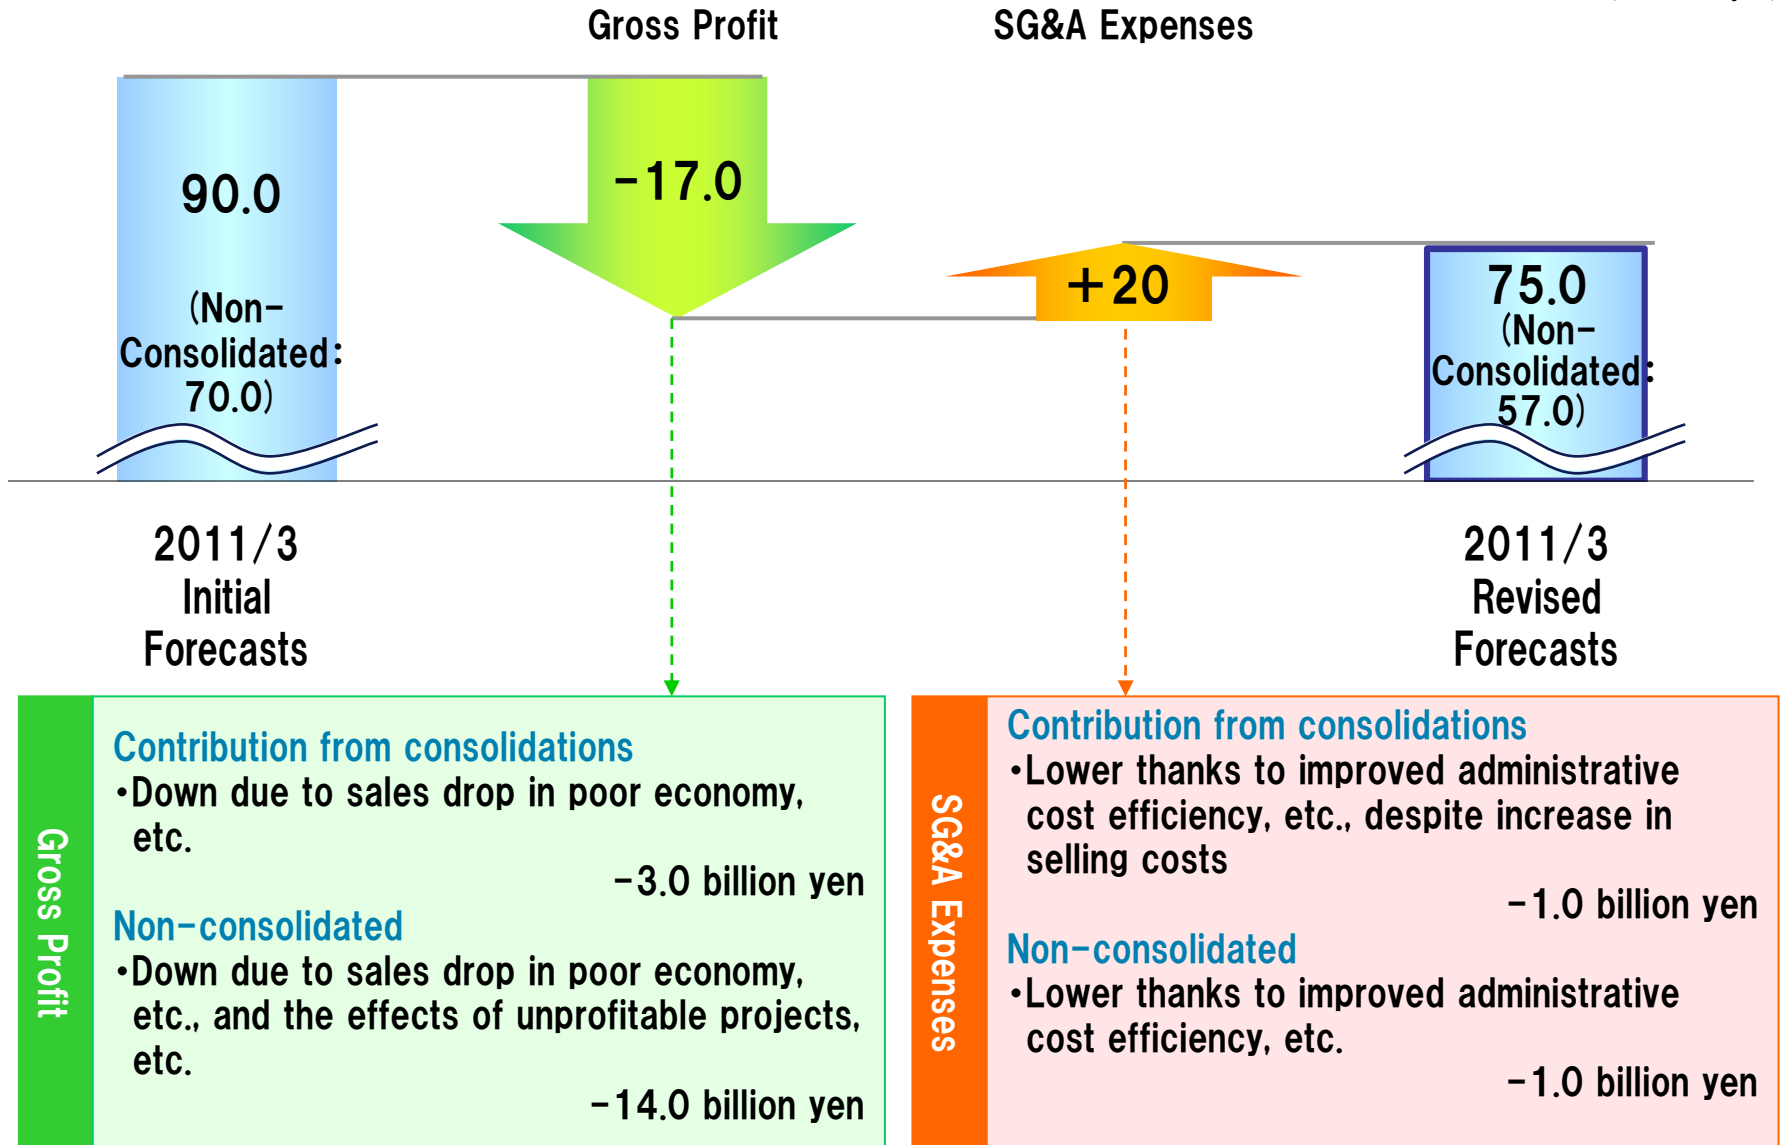 Gross Profit
SG&A Expenses
90.0
(Non-
Consolidated:
70.0)
-17.0
+20
75.0
(Non-
Consolidated:
57.0)
2011/3
Initial
Forecasts
2011/3
Revised
Forecasts
Gross Profit
Contribution from consolidations
・Down due to sales drop in poor economy,
etc.
-3.0 billion yen
Non-consolidated
・Down due to sales drop in poor economy,
etc., and the effects of unprofitable projects,
etc.
-14.0 billion yen
SG&A Expenses
Contribution from consolidations
・Lower thanks to improved administrative
cost efficiency, etc., despite increase in
selling costs
-1.0 billion yen
Non-consolidated
・Lower thanks to improved administrative
cost efficiency, etc.
-1.0 billion yen